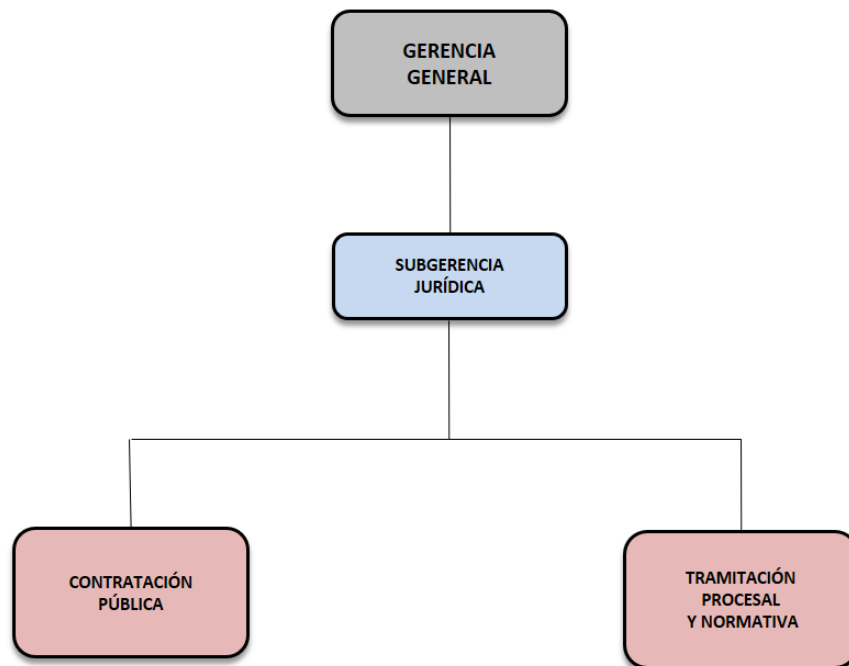 GERENCIA
GENERAL
SUBGERENCIA
JURÍDICA
CONTRATACIÓN
PÚBLICA
TRAMITACIÓN
PROCESAL
Y NORMATIVA